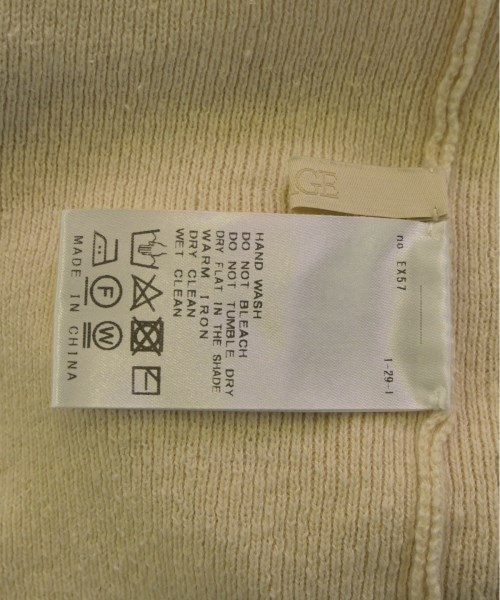 GB
no EX57
1-29-1
HAND WASH
DO NOT BLEACH
DO NOT TUMBLE DRY
DRY FLAT IN THE SHADE
WARM IRON
DRY CLEAN
WET CLEAN
F W
MADE IN CHINA